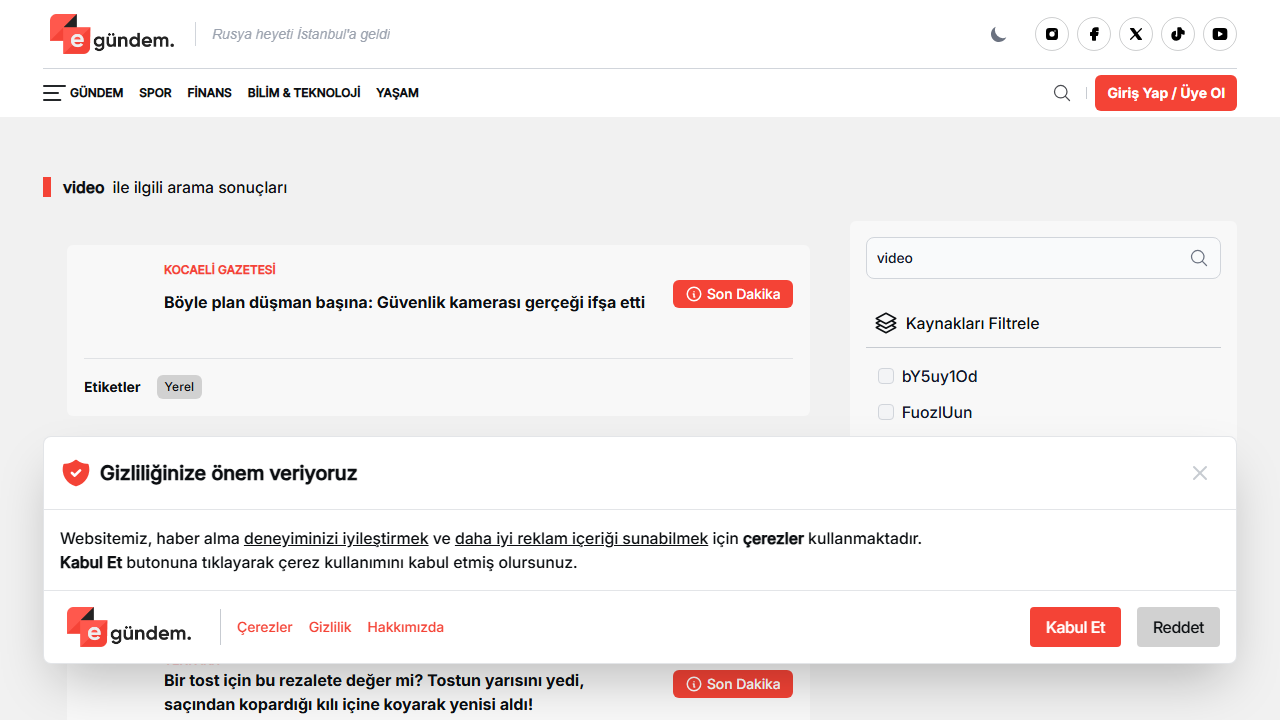 e gündem.
Rusya heyeti İstanbul'a geldi
GÜNDEM SPOR FİNANS BİLİM & TEKNOLOJİ YAŞAM
Giriş Yap / Üye Ol
video ile ilgili arama sonuçları
KOCAELİ GAZETESİ
Böyle plan düşman başına: Güvenlik kamerası gerçeği ifşa etti
Son Dakika
Etiketler Yerel
video
Kaynakları Filtrele
bY5uy1Od
FuozlUun
Gizliliğinize önem veriyoruz
Websitemiz, haber alma deneyiminizi iyileştirmek ve daha iyi reklam içeriği sunabilmek için çerezler kullanmaktadır.
Kabul Et butonuna tıklayarak çerez kullanımını kabul etmiş olursunuz.
e gündem.
Çerezler Gizlilik Hakkımızda
Kabul Et Reddet
Bir tost için bu rezalete değer mi? Tostun yarısını yedi,
saçından kopardığı kılı içine koyarak yenisi aldı!
Son Dakika